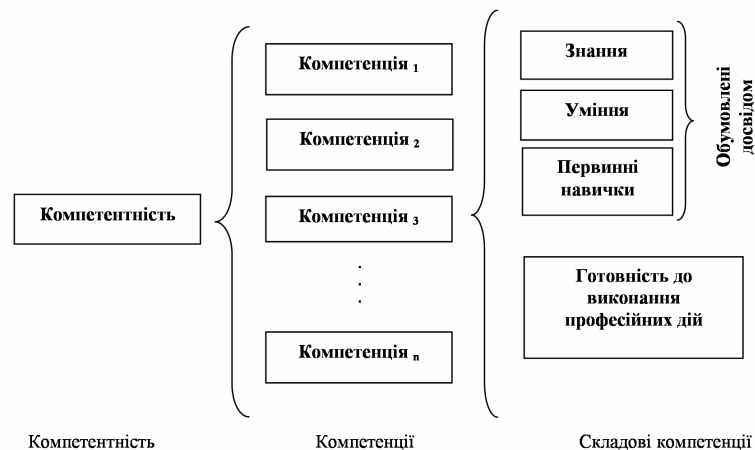 Компетентність
Компетенція 1
Компетенція 2
Компетенція 3
Компетенція n
Знання
Уміння
Первинні
навички
Обумовлені
досвідом
Готовність до
виконання
професійних дій
Компетентність
Компетенції
Складові компетенції